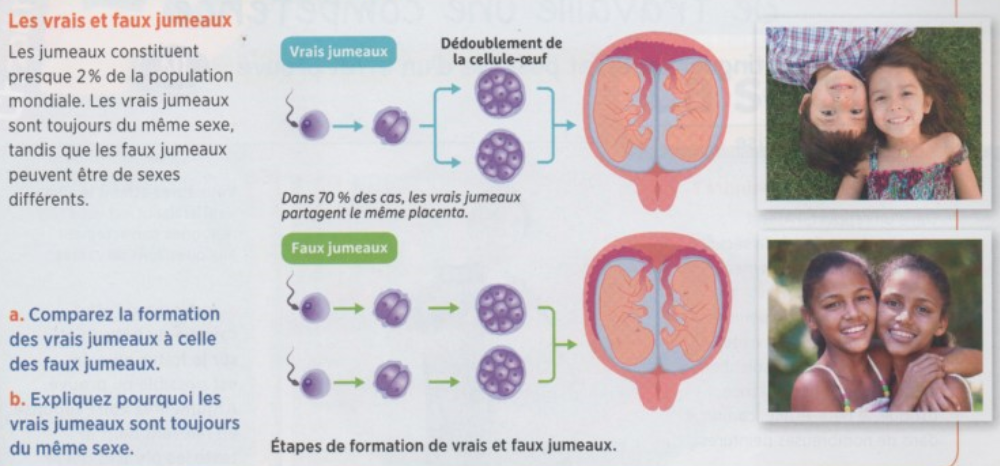 Les vrais et faux jumeaux
Les jumeaux constituent
presque 2 % de la population
mondiale. Les vrais jumeaux
sont toujours du même sexe,
tandis que les faux jumeaux
peuvent être de sexes
différents.
a. Comparez la formation
des vrais jumeaux à celle
des faux jumeaux.
b. Expliquez pourquoi les
vrais jumeaux sont toujours
du même sexe.
Vrais jumeaux
Dédoublement de
la cellule-œuf
Dans 70 % des cas, les vrais jumeaux
partagent le même placenta.
Faux jumeaux
Étapes de formation de vrais et faux jumeaux.